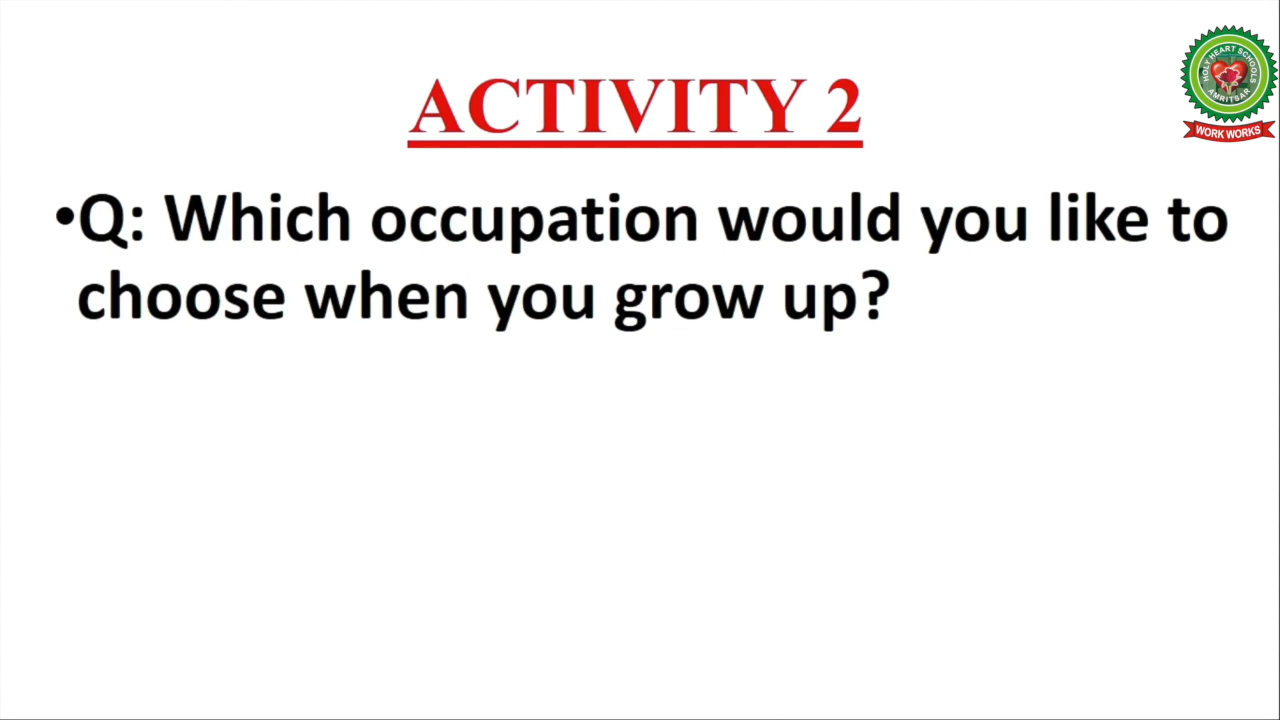 HOLY HEART SCHOOLS
AMRITSAR
WORK WORKS
ACTIVITY 2
•Q: Which occupation would you like to
choose when you grow up?